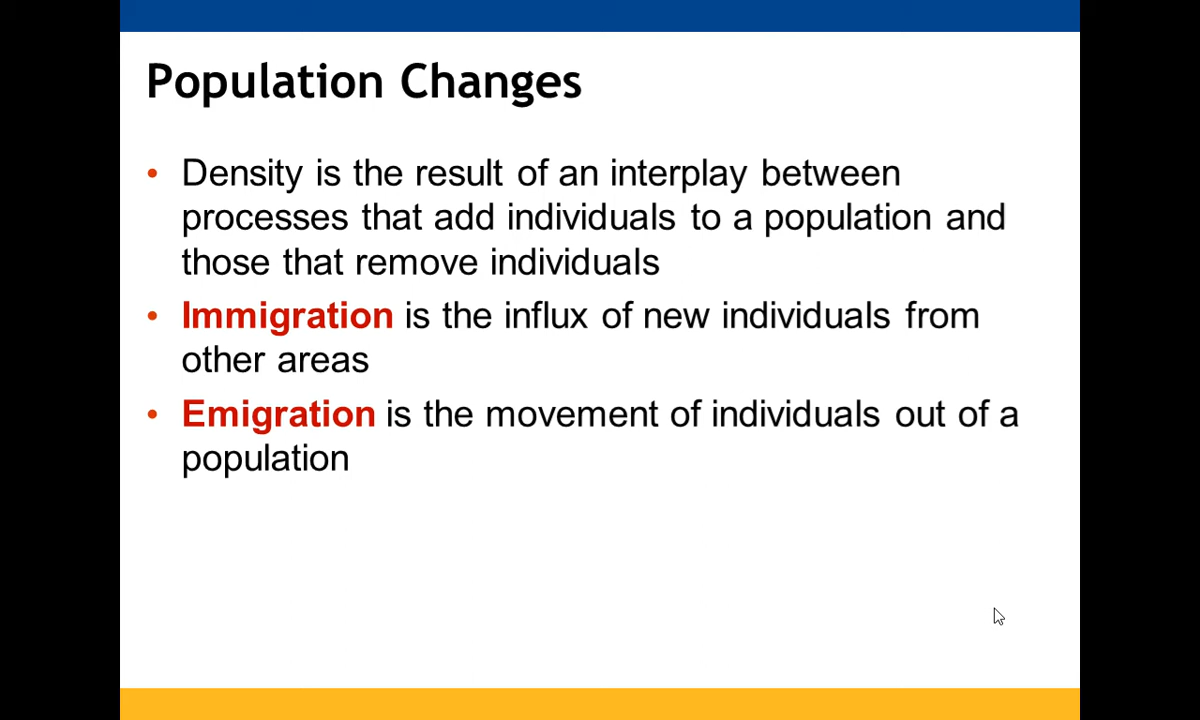 Population Changes
• Density is the result of an interplay between
processes that add individuals to a population and
those that remove individuals
• Immigration is the influx of new individuals from
other areas
• Emigration is the movement of individuals out of a
population